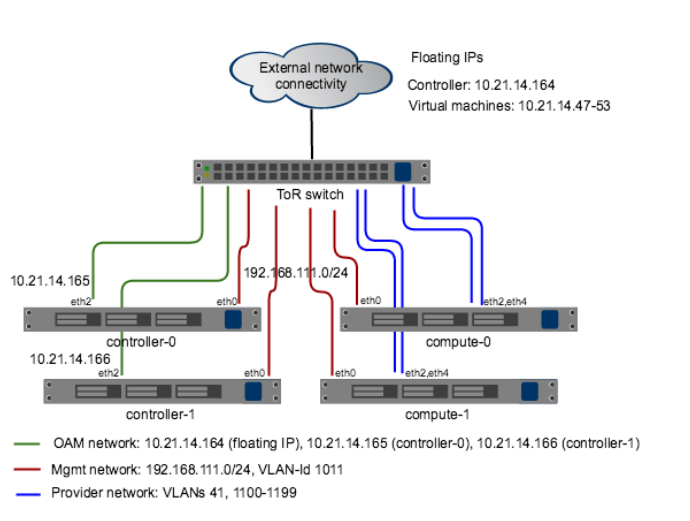 External network
connectivity
Floating IPs
Controller: 10.21.14.164
Virtual machines: 10.21.14.47-53
ToR switch
10.21.14.165
192.168.111.0/24
eth2
eth0
eth0
eth2,eth4
controller-0
compute-0
10.21.14.166
eth2
eth0
eth0
eth2,eth4
controller-1
compute-1
OAM network: 10.21.14.164 (floating IP), 10.21.14.165 (controller-0), 10.21.14.166 (controller-1)
Mgmt network: 192.168.111.0/24, VLAN-Id 1011
Provider network: VLANs 41, 1100-1199